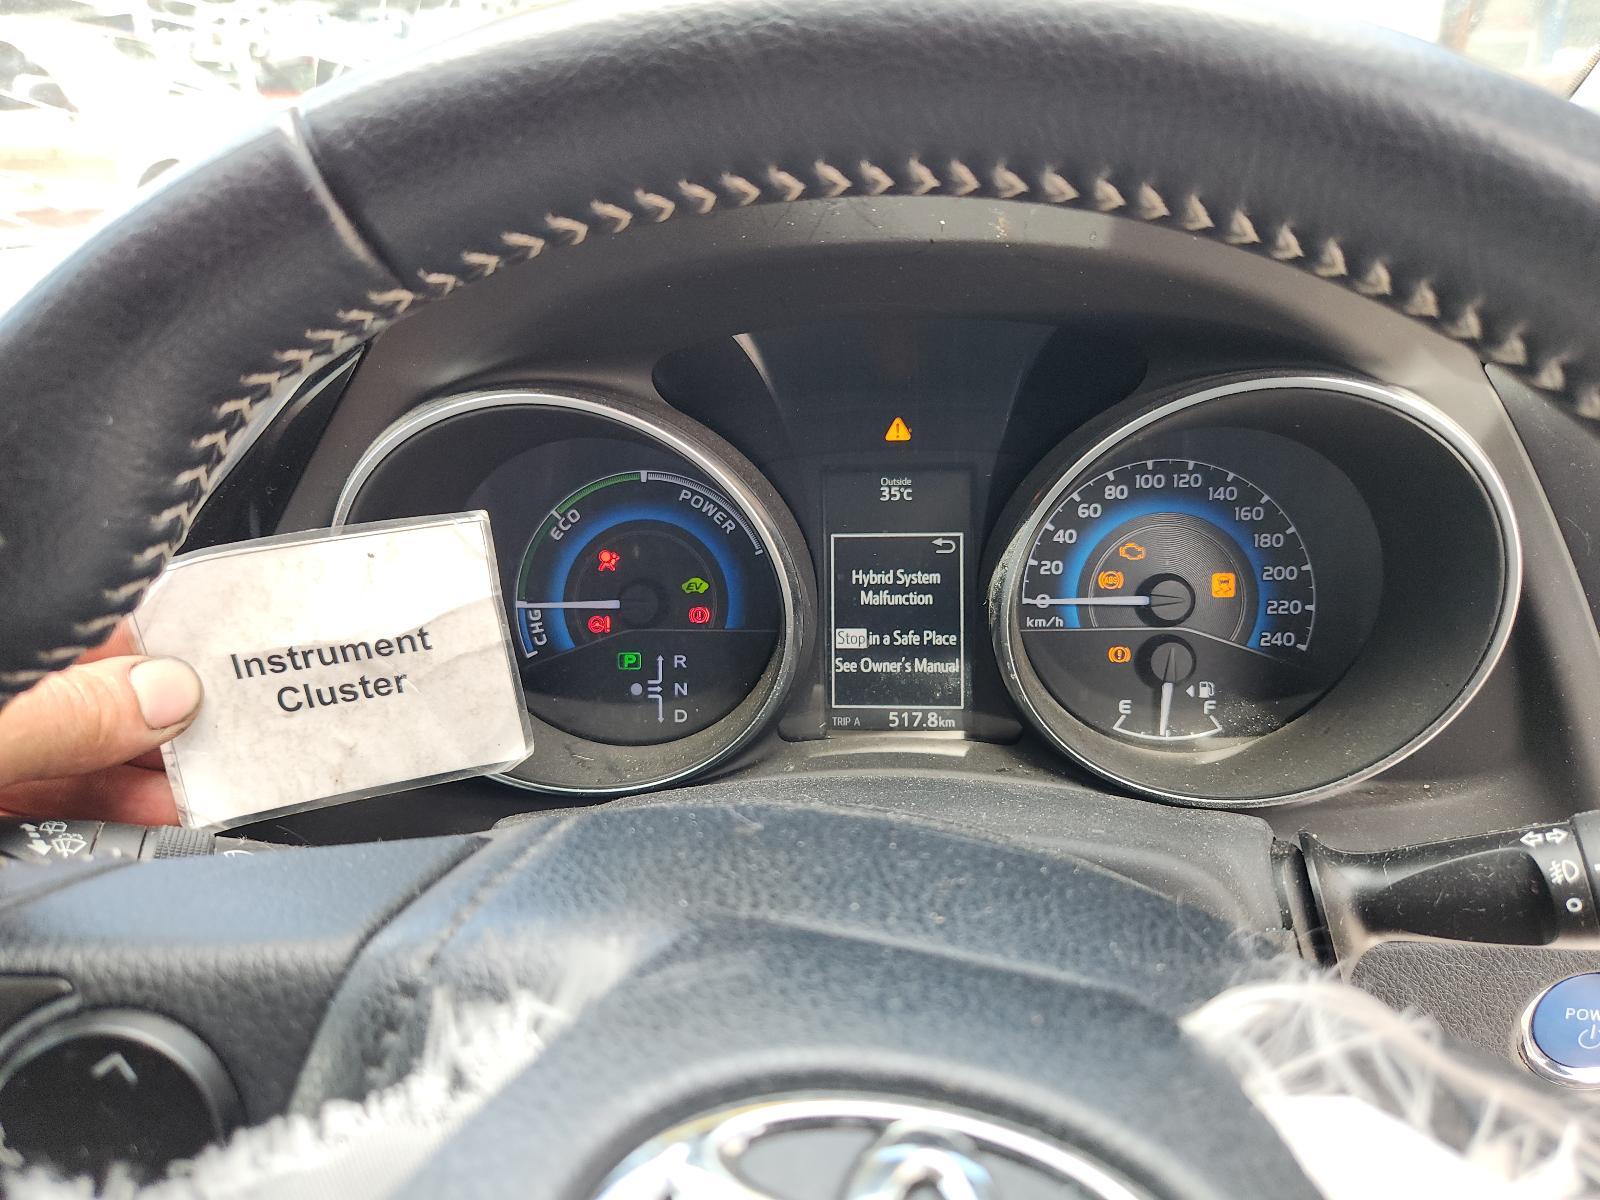 Outside
35°C
Hybrid System
Malfunction
Stop in a Safe Place
See Owner's Manual
TRIP A 517.8km
Instrument
Cluster
CHG
ECO
POWER
EV
P
R
N
D
0
20
40
60
80
100
120
140
160
180
200
220
240
km/h
ABS
E
F